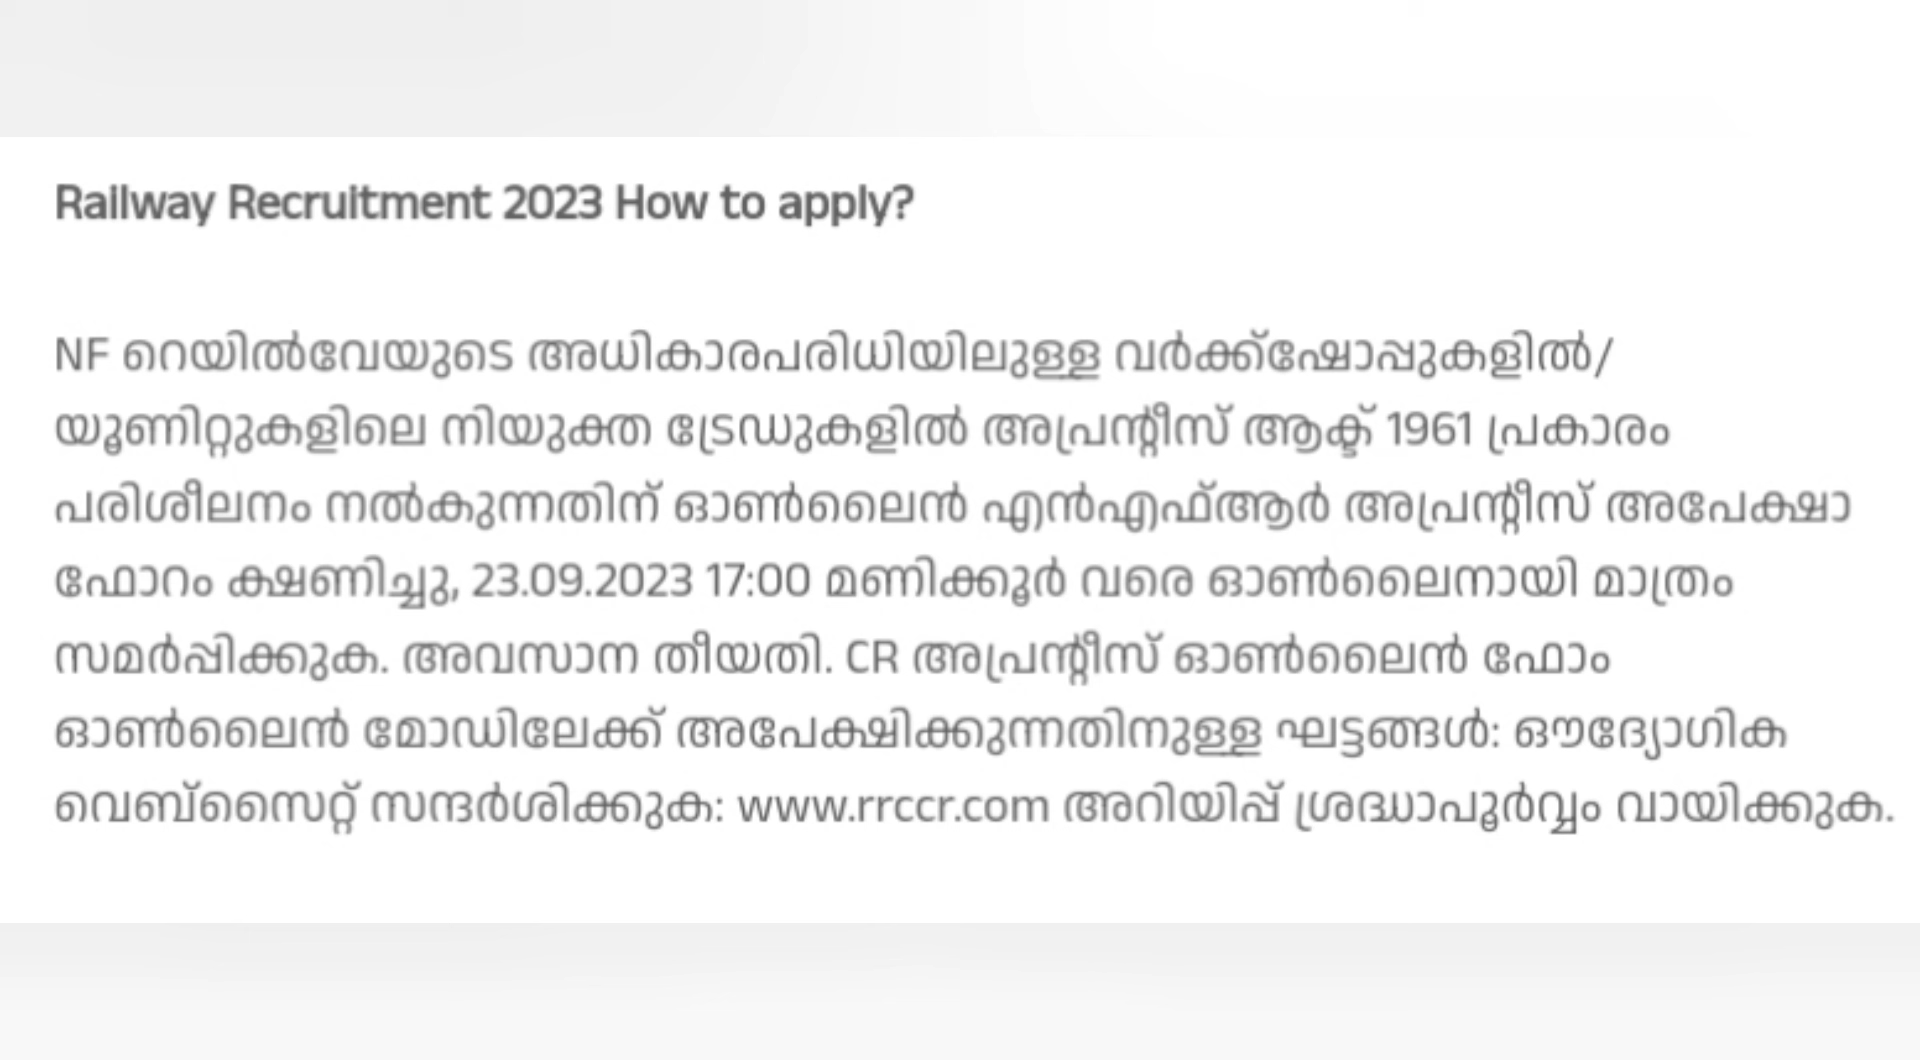 Railway Recruitment 2023 How to apply?
NF റെയിൽവേയുടെ അധികാരപരിധിയിലുള്ള വർക്ക്ഷോപ്പുകളിൽ/
യൂണിറ്റുകളിലെ നിയുക്ത ട്രേഡുകളിൽ അപ്രന്റീസ് ആക്ട് 1961 പ്രകാരം
പരിശീലനം നൽകുന്നതിന് ഓൺലൈൻ എൻഎഫ്ആർ അപ്രന്റീസ് അപേക്ഷാ
ഫോറം ക്ഷണിച്ചു, 23.09.2023 17:00 മണിക്കൂർ വരെ ഓൺലൈനായി മാത്രം
സമർപ്പിക്കുക. അവസാന തീയതി. CR അപ്രന്റീസ് ഓൺലൈൻ ഫോം
ഓൺലൈൻ മോഡിലേക്ക് അപേക്ഷിക്കുന്നതിനുള്ള ഘട്ടങ്ങൾ: ഔദ്യോഗിക
വെബ്സൈറ്റ് സന്ദർശിക്കുക: www.rrccr.com അറിയിപ്പ് ശ്രദ്ധാപൂർവ്വം വായിക്കുക.